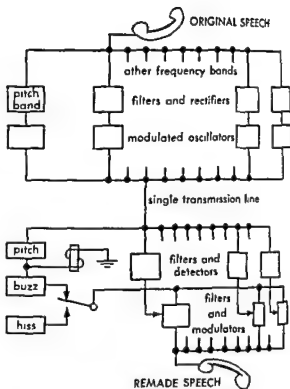 ORIGINAL SPEECH
other frequency bands
pitch
band
filters and rectifiers
modulated oscillators
single transmission line
pitch
filters and
detectors
buzz
filters
and
modulators
hiss
REMADE SPEECH